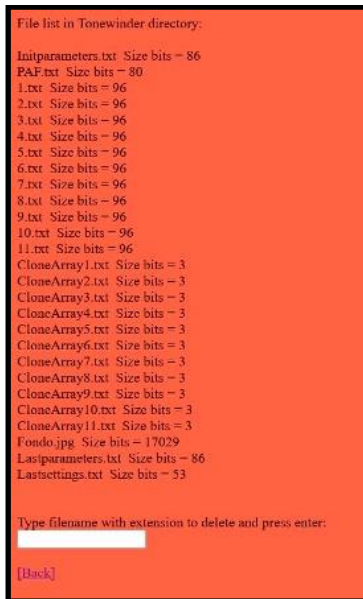 File list in Tonewinder directory:
Initparameters.txt Size bits = 86
PAF.txt Size bits = 80
1.txt Size bits = 96
2.txt Size bits = 96
3.txt Size bits = 96
4.txt Size bits = 96
5.txt Size bits = 96
6.txt Size bits = 96
7.txt Size bits = 96
8.txt Size bits = 96
9.txt Size bits = 96
10.txt Size bits = 96
11.txt Size bits = 96
CloneArray1.txt Size bits = 3
CloneArray2.txt Size bits = 3
CloneArray3.txt Size bits = 3
CloneArray4.txt Size bits = 3
CloneArray5.txt Size bits = 3
CloneArray6.txt Size bits = 3
CloneArray7.txt Size bits = 3
CloneArray8.txt Size bits = 3
CloneArray9.txt Size bits = 3
CloneArray10.txt Size bits = 3
CloneArray11.txt Size bits = 3
Fondo.jpg Size bits = 17029
Lastparameters.txt Size bits = 86
Lastsettings.txt Size bits = 53
Type filename with extension to delete and press enter:
[Back]